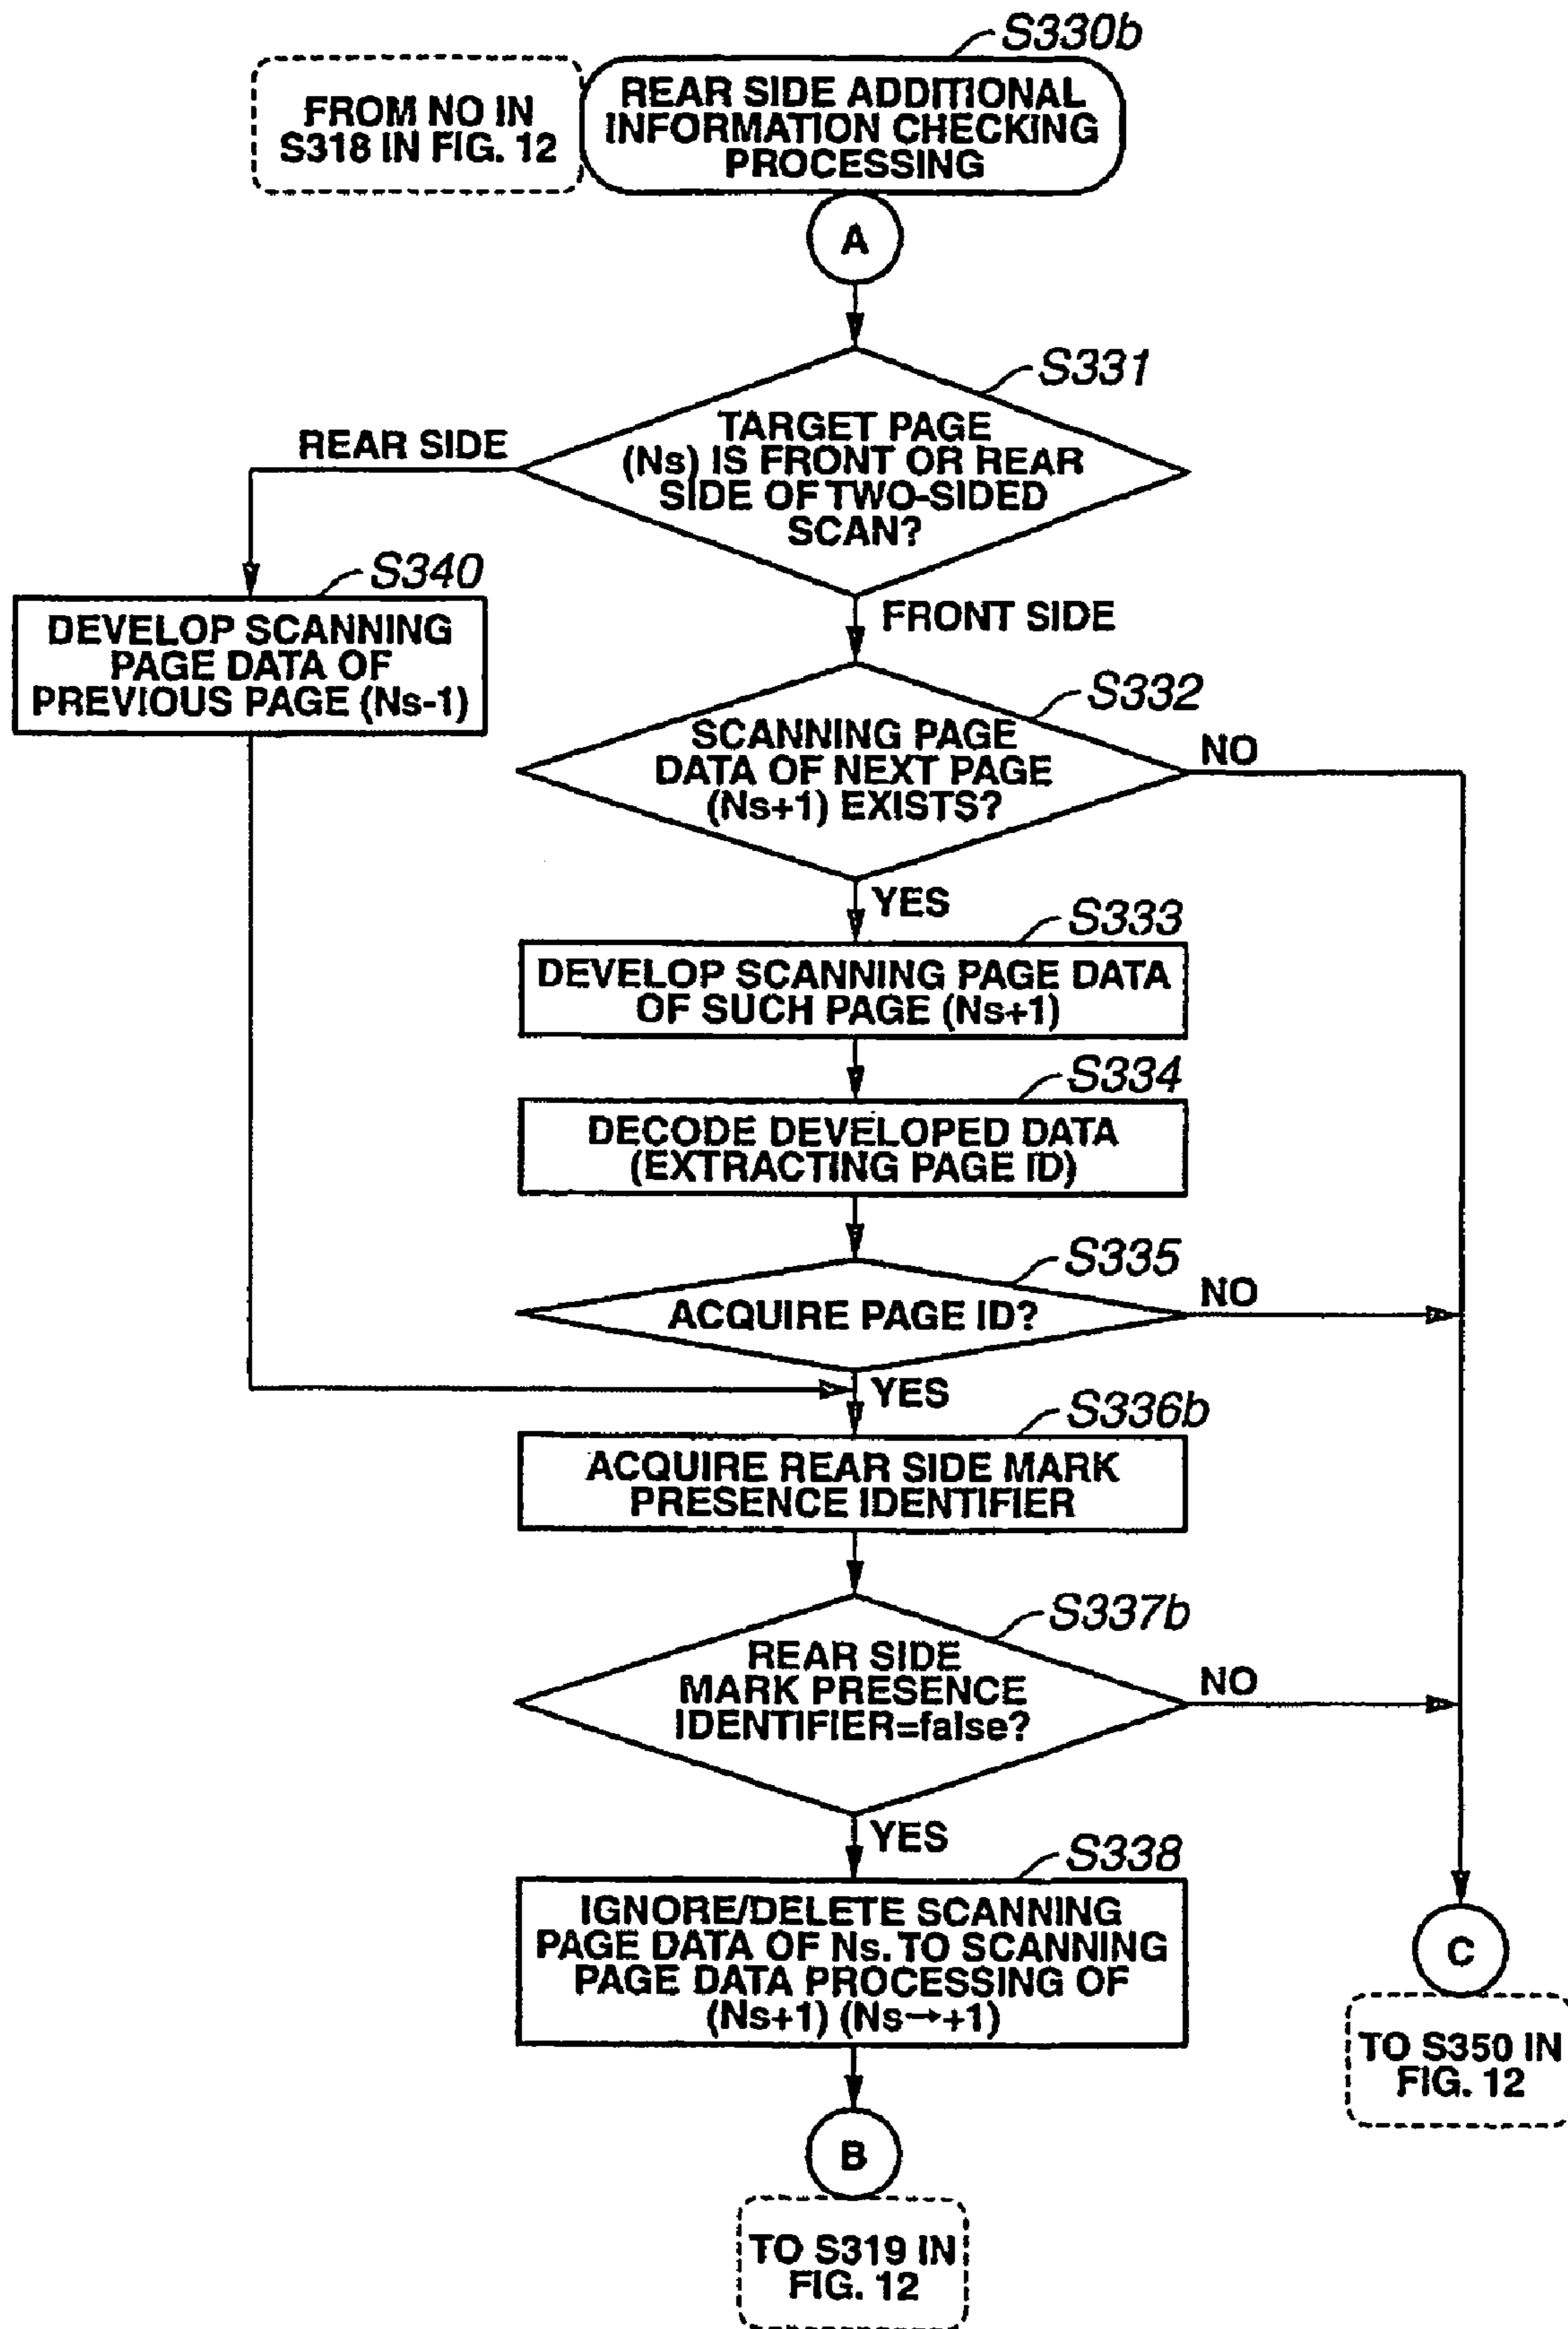 S330b
FROM NO IN
S318 IN FIG. 12
REAR SIDE ADDITIONAL
INFORMATION CHECKING
PROCESSING
A
S331
TARGET PAGE
(Ns) IS FRONT OR REAR
SIDE OF TWO-SIDED
SCAN?
REAR SIDE
FRONT SIDE
S340
DEVELOP SCANNING
PAGE DATA OF
PREVIOUS PAGE (Ns-1)
S332
SCANNING PAGE
DATA OF NEXT PAGE
(Ns+1) EXISTS?
NO
YES
S333
DEVELOP SCANNING PAGE DATA
OF SUCH PAGE (Ns+1)
S334
DECODE DEVELOPED DATA
(EXTRACTING PAGE ID)
S335
ACQUIRE PAGE ID?
NO
YES
S336b
ACQUIRE REAR SIDE MARK
PRESENCE IDENTIFIER
S337b
REAR SIDE
MARK PRESENCE
IDENTIFIER=false?
NO
YES
S338
IGNORE/DELETE SCANNING
PAGE DATA OF Ns. TO SCANNING
PAGE DATA PROCESSING OF
(Ns+1) (Ns→+1)
C
TO S350 IN
FIG. 12
B
TO S319 IN
FIG. 12